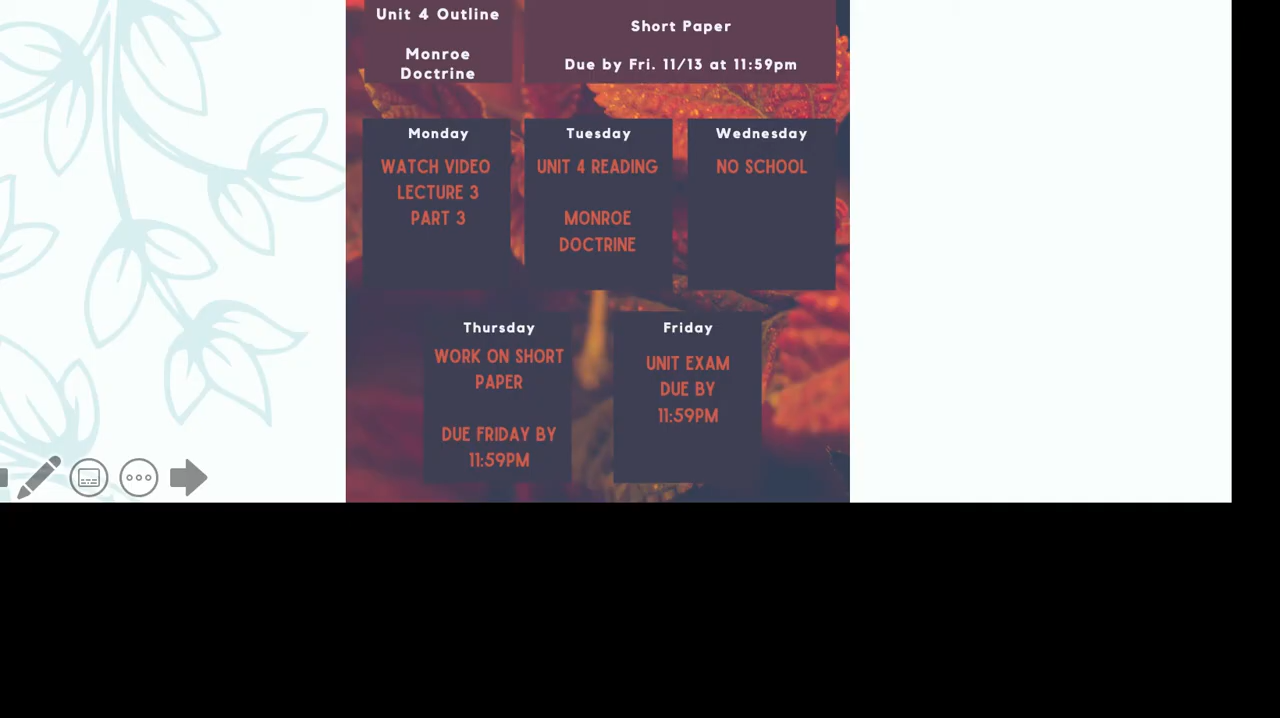 Unit 4 Outline
Monroe
Doctrine
Short Paper
Due by Fri. 11/13 at 11:59pm
Monday
WATCH VIDEO
LECTURE 3
PART 3
Tuesday
UNIT 4 READING
MONROE
DOCTRINE
Wednesday
NO SCHOOL
Thursday
WORK ON SHORT
PAPER
DUE FRIDAY BY
11:59PM
Friday
UNIT EXAM
DUE BY
11:59PM